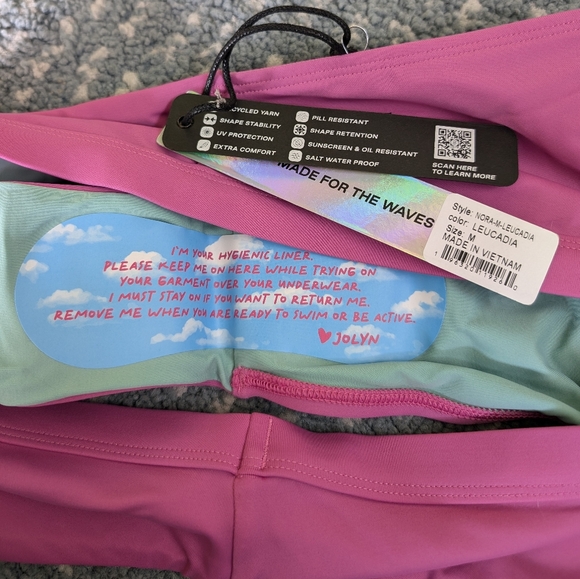 CYCLED YARN
SHAPE STABILITY
UV PROTECTION
EXTRA COMFORT
PILL RESISTANT
SHAPE RETENTION
SUNSCREEN & OIL RESISTANT
SALT WATER PROOF
SCAN HERE
TO LEARN MORE
MADE FOR THE WAVES
Style: NORA-M-LEUCADIA
color: LEUCADIA
Size: M
MADE IN VIETNAM
I'M YOUR HYGIENIC LINER.
PLEASE KEEP ME ON HERE WHILE TRYING ON
YOUR GARMENT OVER YOUR UNDERWEAR.
I MUST STAY ON IF YOU WANT TO RETURN ME.
REMOVE ME WHEN YOU ARE READY TO SWIM OR BE ACTIVE.
JOLYN